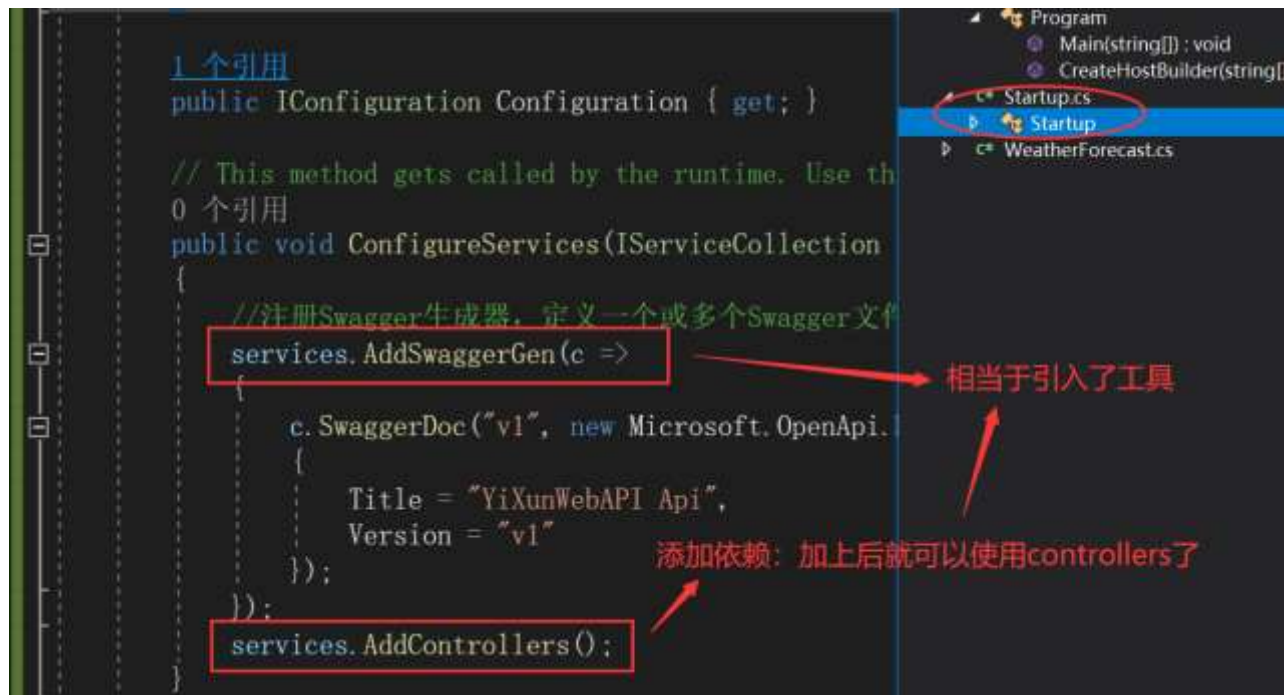 1 个引用
public IConfiguration Configuration { get; }
// This method gets called by the runtime. Use th
0 个引用
public void ConfigureServices(IServiceCollection
{
//注册Swagger生成器，定义一个或多个Swagger文件
services.AddSwaggerGen(c =>
{
c.SwaggerDoc("v1", new Microsoft.OpenApi.
{
Title = "YiXunWebAPI Api",
Version = "v1"
});
});
services.AddControllers();
}
相当于引入了工具
添加依赖：加上后就可以使用controllers了
Program
Main(string[]) : void
CreateHostBuilder(string[
C# Startup.cs
Startup
C# WeatherForecast.cs